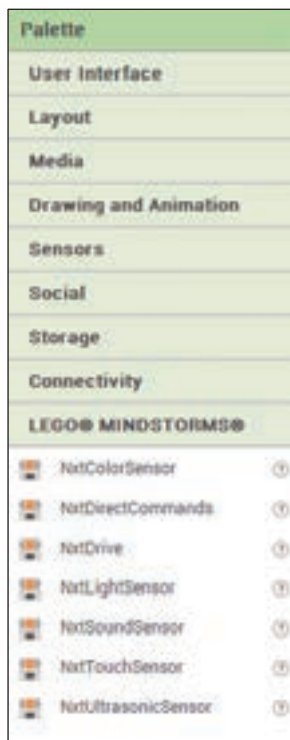 Palette
User Interface
Layout
Media
Drawing and Animation
Sensors
Social
Storage
Connectivity
LEGO® MINDSTORMS®
NxtColorSensor
NxtDirectCommands
NxtDrive
NxtLightSensor
NxtSoundSensor
NxtTouchSensor
NxtUltrasonicSensor